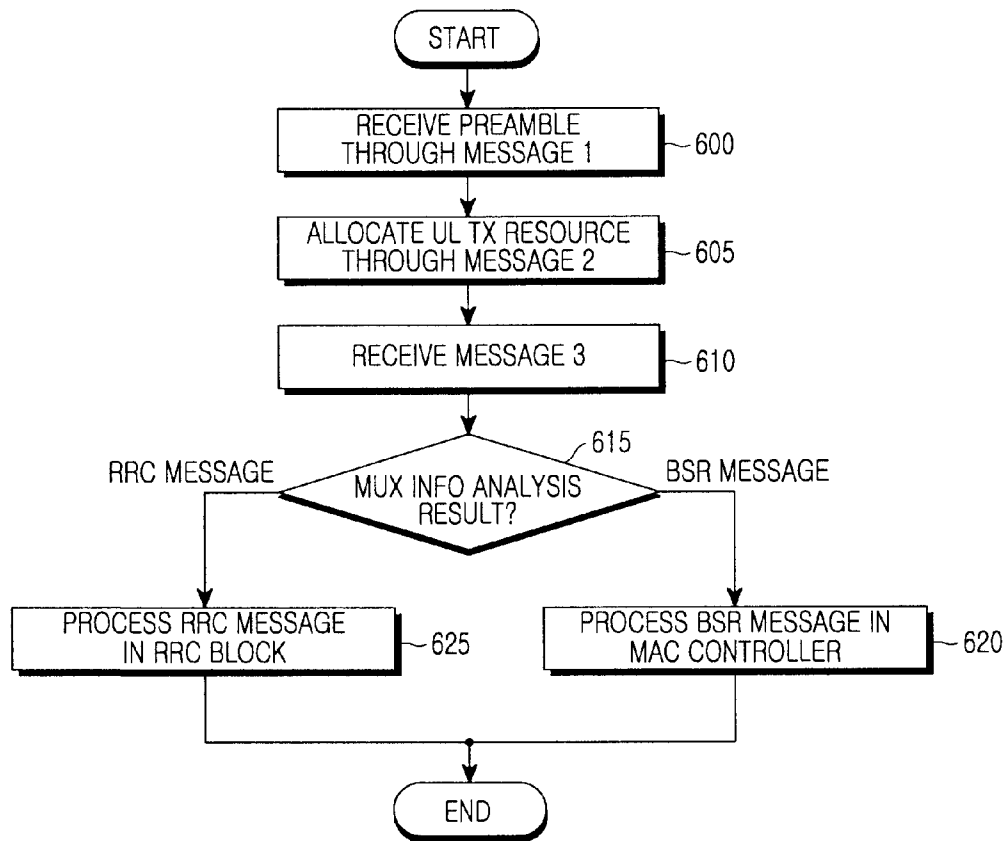 START
RECEIVE PREAMBLE
THROUGH MESSAGE 1
600
ALLOCATE UL TX RESOURCE
THROUGH MESSAGE 2
605
RECEIVE MESSAGE 3
610
615
RRC MESSAGE
BSR MESSAGE
MUX INFO ANALYSIS
RESULT?
PROCESS RRC MESSAGE
IN RRC BLOCK
625
PROCESS BSR MESSAGE IN
MAC CONTROLLER
620
END